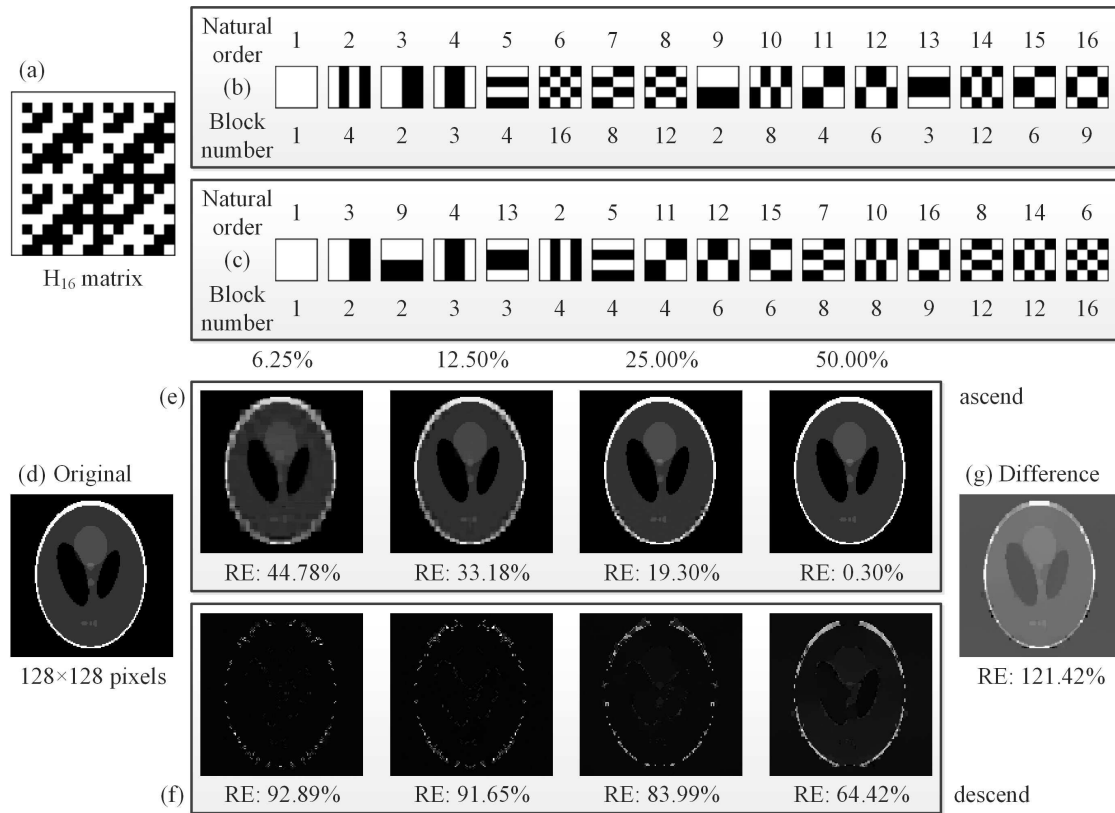 (a)
H16 matrix
Natural order 1 2 3 4 5 6 7 8 9 10 11 12 13 14 15 16
(b)
Block number 1 4 2 3 4 16 8 12 2 8 4 6 3 12 6 9
Natural order 1 3 9 4 13 2 5 11 12 15 7 10 16 8 14 6
(c)
Block number 1 2 2 3 3 4 4 4 6 6 8 8 9 12 12 16
6.25% 12.50% 25.00% 50.00%
(e) ascend
RE: 44.78% RE: 33.18% RE: 19.30% RE: 0.30%
(d) Original
128×128 pixels
(g) Difference
RE: 121.42%
RE: 92.89% RE: 91.65% RE: 83.99% RE: 64.42%
(f) descend